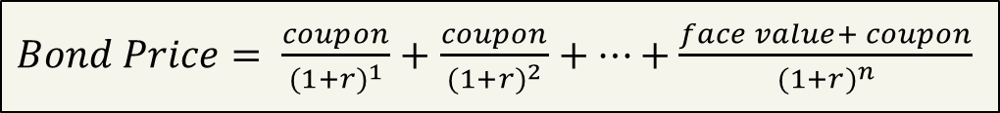 Bond Price = coupon/(1+r)^1 + coupon/(1+r)^2 + ⋯ + face value+ coupon/(1+r)^n